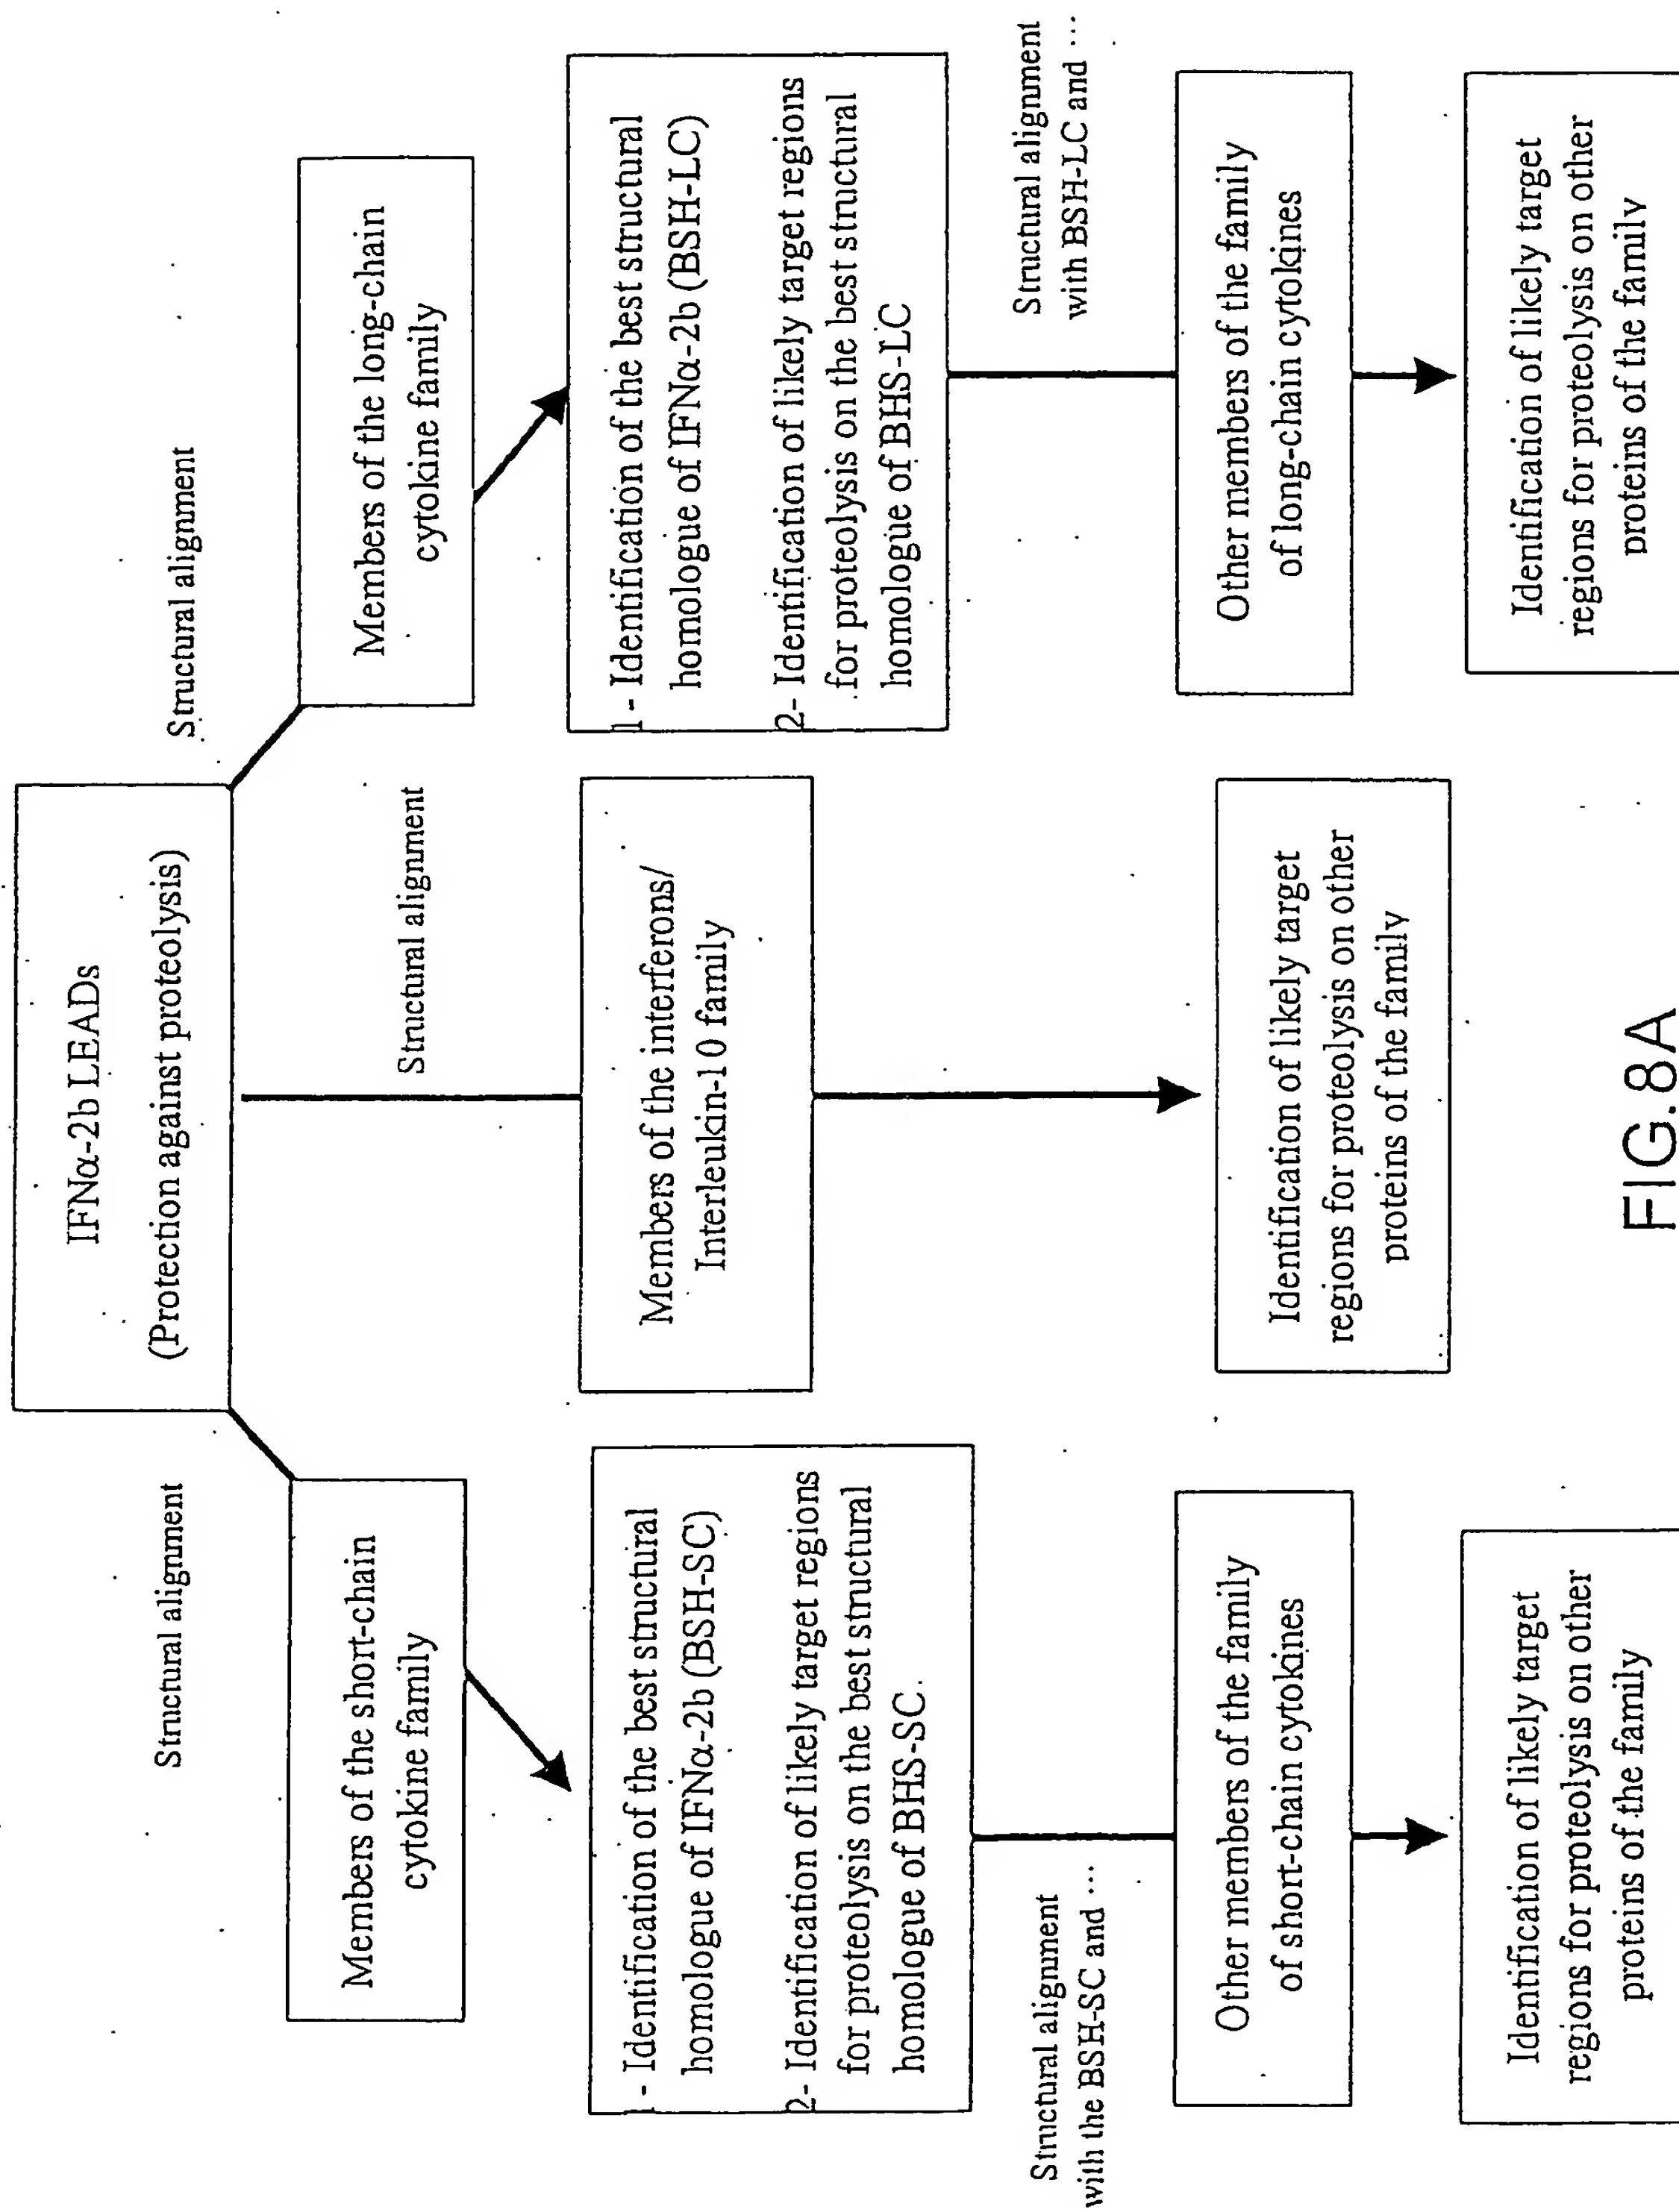 IFNα-2b LEADs
(Protection against proteolysis)
Structural alignment
Structural alignment
Structural alignment
Members of the short-chain
cytokine family
1- Identification of the best structural
homologue of IFNα-2b (BSH-SC)
2- Identification of likely target regions
for proteolysis on the best structural
homologue of BHS-SC.
Structural alignment
with the BSH-SC and ...
Other members of the family
of short-chain cytokines
Identification of likely target
regions for proteolysis on other
proteins of the family
Members of the interferons/
Interleukin-10 family
Identification of likely target
regions for proteolysis on other
proteins of the family
Members of the long-chain
cytokine family
1- Identification of the best structural
homologue of IFNα-2b (BSH-LC)
2- Identification of likely target regions
for proteolysis on the best structural
homologue of BHS-LC
Structural alignment
with BSH-LC and ...
Other members of the family
of long-chain cytokines
Identification of likely target
regions for proteolysis on other
proteins of the family
FIG.8A